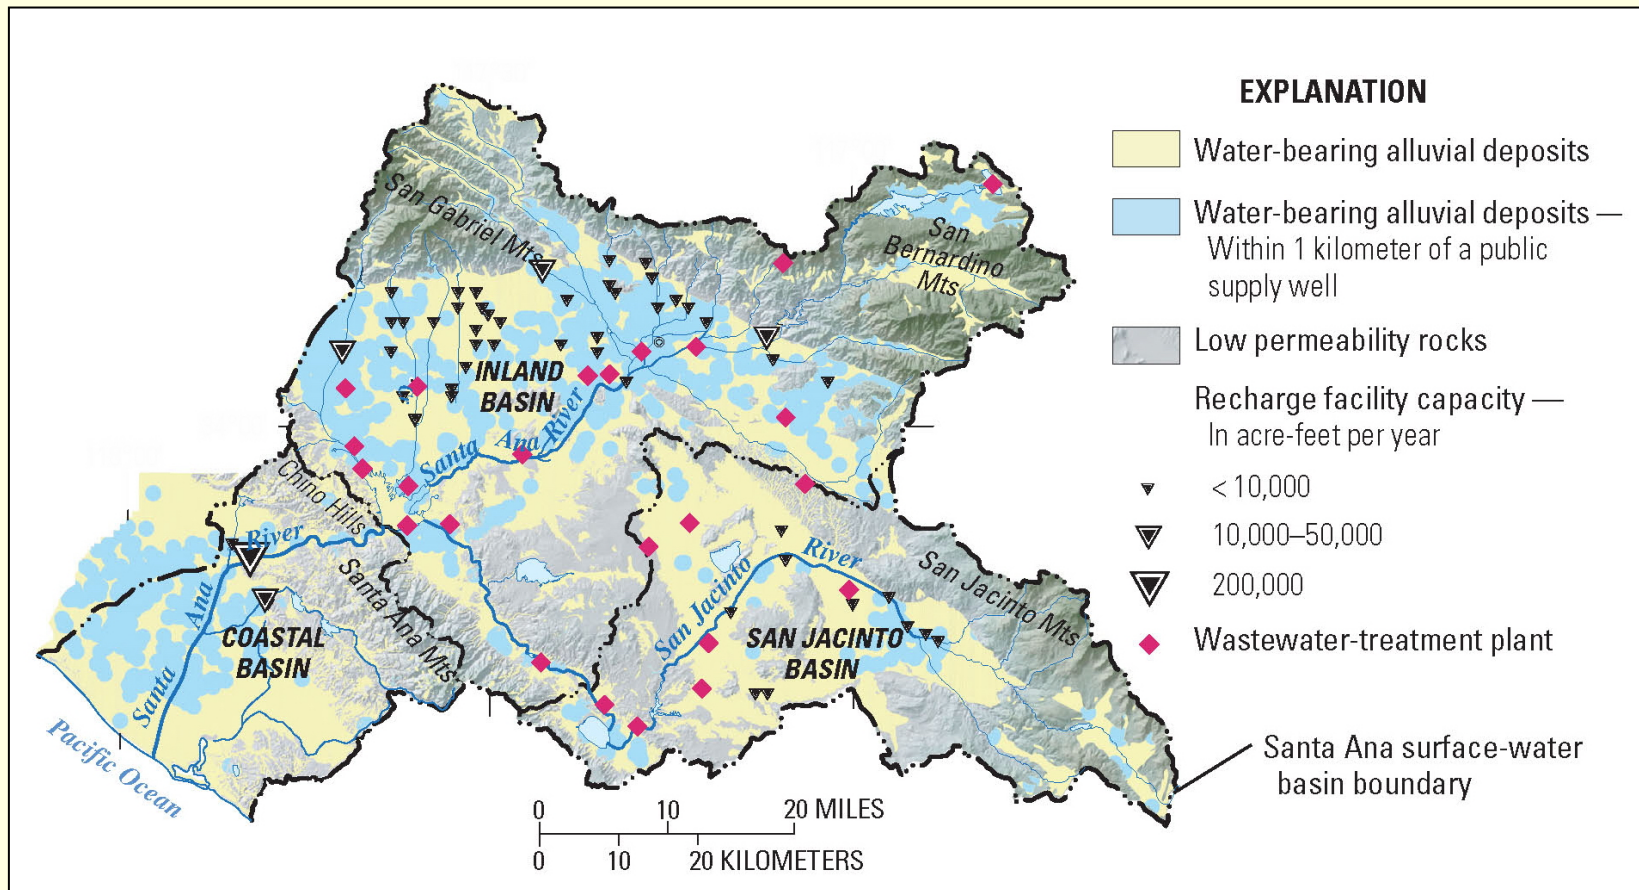 EXPLANATION
Water-bearing alluvial deposits
Water-bearing alluvial deposits —
Within 1 kilometer of a public
supply well
Low permeability rocks
Recharge facility capacity —
In acre-feet per year
< 10,000
10,000–50,000
200,000
Wastewater-treatment plant
Santa Ana surface-water
basin boundary
San Gabriel Mts
San
Bernardino
Mts
INLAND
BASIN
Santa Ana River
Chino Hills
Santa Ana River
Santa Ana Mts
COASTAL
BASIN
Pacific Ocean
San Jacinto River
San Jacinto Mts
SAN JACINTO
BASIN
0 10 20 MILES
0 10 20 KILOMETERS